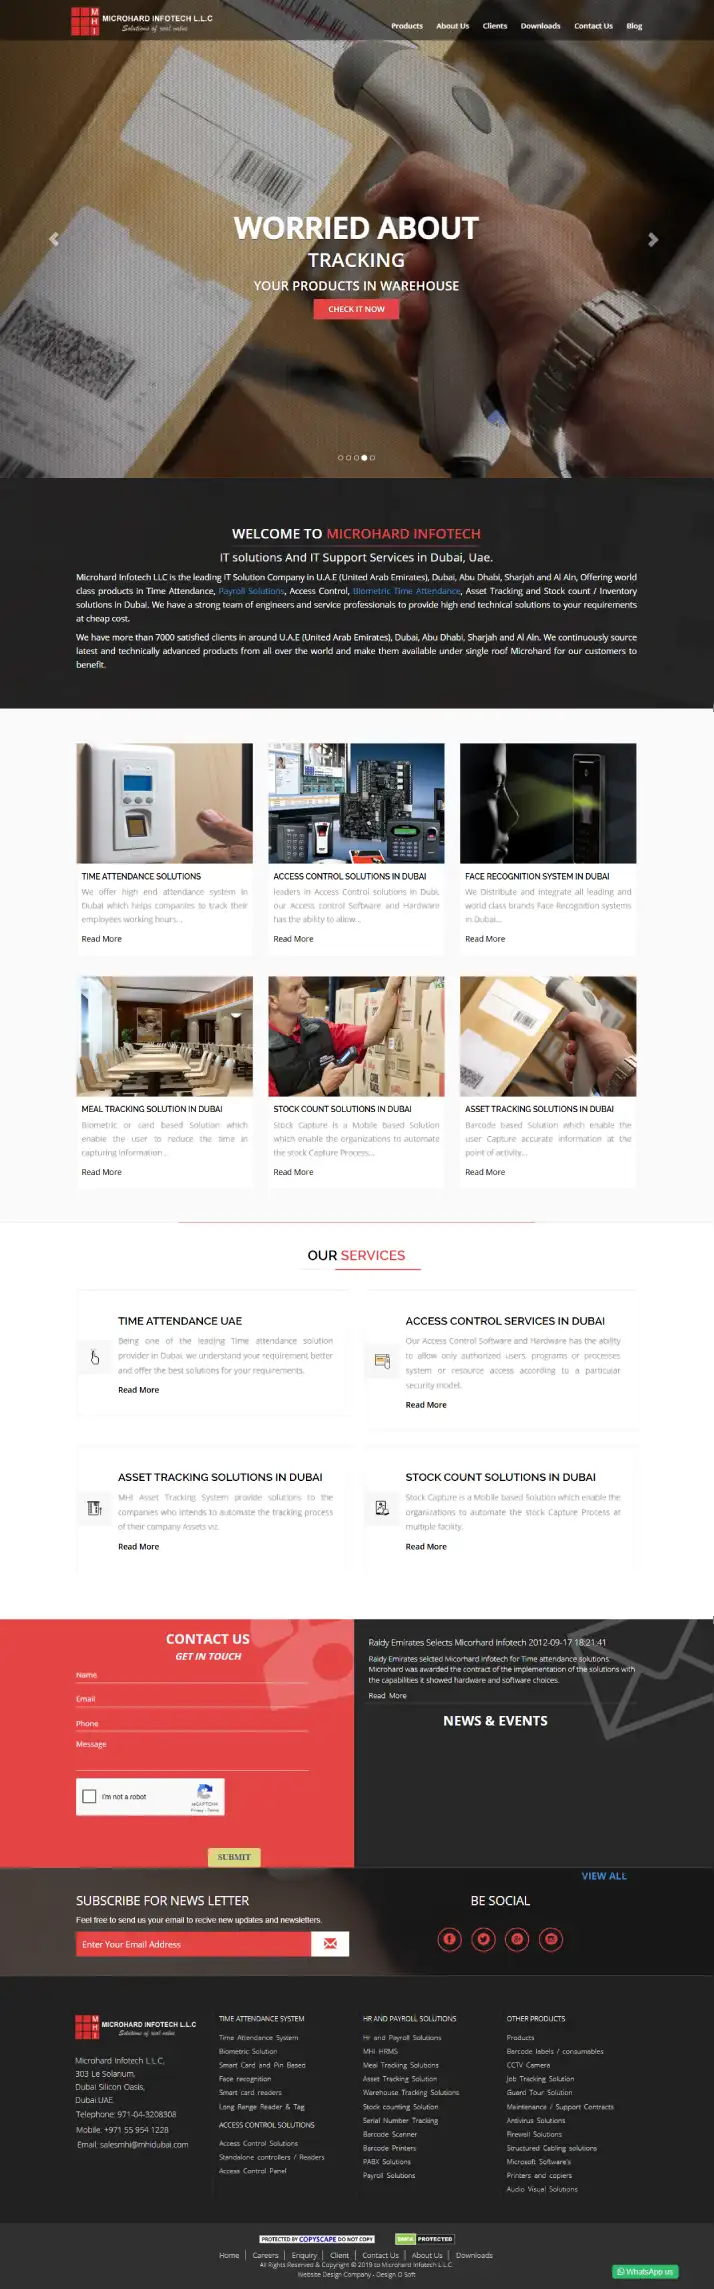 MHI
MICROHARD INFOTECH L.L.C
Solutions of real value
Products
About Us
Clients
Downloads
Contact Us
Blog
WORRIED ABOUT
TRACKING
YOUR PRODUCTS IN WAREHOUSE
CHECK IT NOW
WELCOME TO MICROHARD INFOTECH
IT solutions And IT Support Services in Dubai, Uae.
Microhard Infotech LLC is the leading IT Solution Company in U.A.E (United Arab Emirates), Dubai, Abu Dhabi, Sharjah and Al Aln, Offering world
class products in Time Attendance, Payroll Solutions, Access Control, Biometric Time Attendance, Asset Tracking and Stock count / Inventory
solutions in Dubai. We have a strong team of engineers and service professionals to provide high end technical solutions to your requirements
at cheap cost.
We have more than 7000 satisfied clients in around U.A.E (United Arab Emirates), Dubai, Abu Dhabi, Sharjah and Al Aln. We continuously source
latest and technically advanced products from all over the world and make them available under single roof Microhard for our customers to
benefit.
TIME ATTENDANCE SOLUTIONS
We offer high end attendance system in
Dubai which helps companies to track their
employees working hours...
Read More
ACCESS CONTROL SOLUTIONS IN DUBAI
leaders in Access Control solutions in Dubi,
our Access control Software and Hardware
has the ability to allow...
Read More
FACE RECOGNITION SYSTEM IN DUBAI
We Distribute and Integrate all leading and
world class brands Face Recognition systems
in Dubai...
Read More
MEAL TRACKING SOLUTION IN DUBAI
Biometric or card based Solution which
enable the user to reduce the time in
capturing information...
Read More
STOCK COUNT SOLUTIONS IN DUBAI
Stock Capture is a Mobile based Solution
which enable the organizations to automate
the stock Capture Process...
Read More
ASSET TRACKING SOLUTIONS IN DUBAI
Barcode based Solution which enable the
user Capture accurate information at the
point of activity...
Read More
OUR SERVICES
TIME ATTENDANCE UAE
Being one of the leading Time attendance solution
provider in Dubai, we understand your requirement better
and offer the best solutions for your requirements.
Read More
ACCESS CONTROL SERVICES IN DUBAI
Our Access Control Software and Hardware has the ability
to allow only authorized users, programs or processes
system or resource access according to a particular
security model.
Read More
ASSET TRACKING SOLUTIONS IN DUBAI
MHI Asset Tracking System provide solutions to the
companies who intends to automate the tracking process
of their company Assets viz.
Read More
STOCK COUNT SOLUTIONS IN DUBAI
Stock Capture is a Mobile based Solution which enable the
organizations to automate the stock Capture Process at
multiple facility.
Read More
CONTACT US
GET IN TOUCH
Name
Email
Phone
Message
I'm not a robot
reCAPTCHA
Privacy - Terms
SUBMIT
Raidy Emirates Selects Micorhard Infotech 2012-09-17 18:21:41
Raidy Emirates selcted Micorhard Infotech for Time attendance solutions.
Microhard was awarded the contract of the implementation of the solutions with
the capabilities it showed hardware and software choices.
Read More
NEWS & EVENTS
VIEW ALL
SUBSCRIBE FOR NEWS LETTER
Feel free to send us your email to recive new updates and newsletters.
Enter Your Email Address
BE SOCIAL
MHI
MICROHARD INFOTECH L.L.C
Solutions of real value
Microhard Infotech L.L.C,
303 Le Solarium,
Dubai Silicon Oasis,
Dubai.UAE.
Telephone: 971-04-3208308
Mobile: +971 55 954 1228
Email: salesmhi@mhidubai.com
TIME ATTENDANCE SYSTEM
Time Attendance System
Biometric Solution
Smart Card and Pin Based
Face recognition
Smart card readers
Long Range Reader & Tag
ACCESS CONTROL SOLUTIONS
Access Control Solutions
Standalone controllers / Readers
Access Control Panel
HR AND PAYROLL SOLUTIONS
Hr and Payroll Solutions
MHI HRMS
Meal Tracking Solutions
Asset Tracking Solution
Warehouse Tracking Solutions
Stock counting Solution
Serial Number Tracking
Barcode Scanner
Barcode Printers
PABX Solutions
Payroll Solutions
OTHER PRODUCTS
Products
Barcode labels / consumables
CCTV Camera
Job Tracking Solution
Guard Tour Solution
Maintenance / Support Contracts
Antivirus Solutions
Firewall Solutions
Structured Cabling solutions
Microsoft Software's
Printers and copiers
Audio Visual Solutions
PROTECTED BY COPYSCAPE DO NOT COPY
DMCA PROTECTED
Home | Careers | Enquiry | Client | Contact Us | About Us | Downloads
All Rights Reserved & Copyright © 2019 to Microhard Infotech L.L.C.
Website Design Company - Design O Soft
WhatsApp us